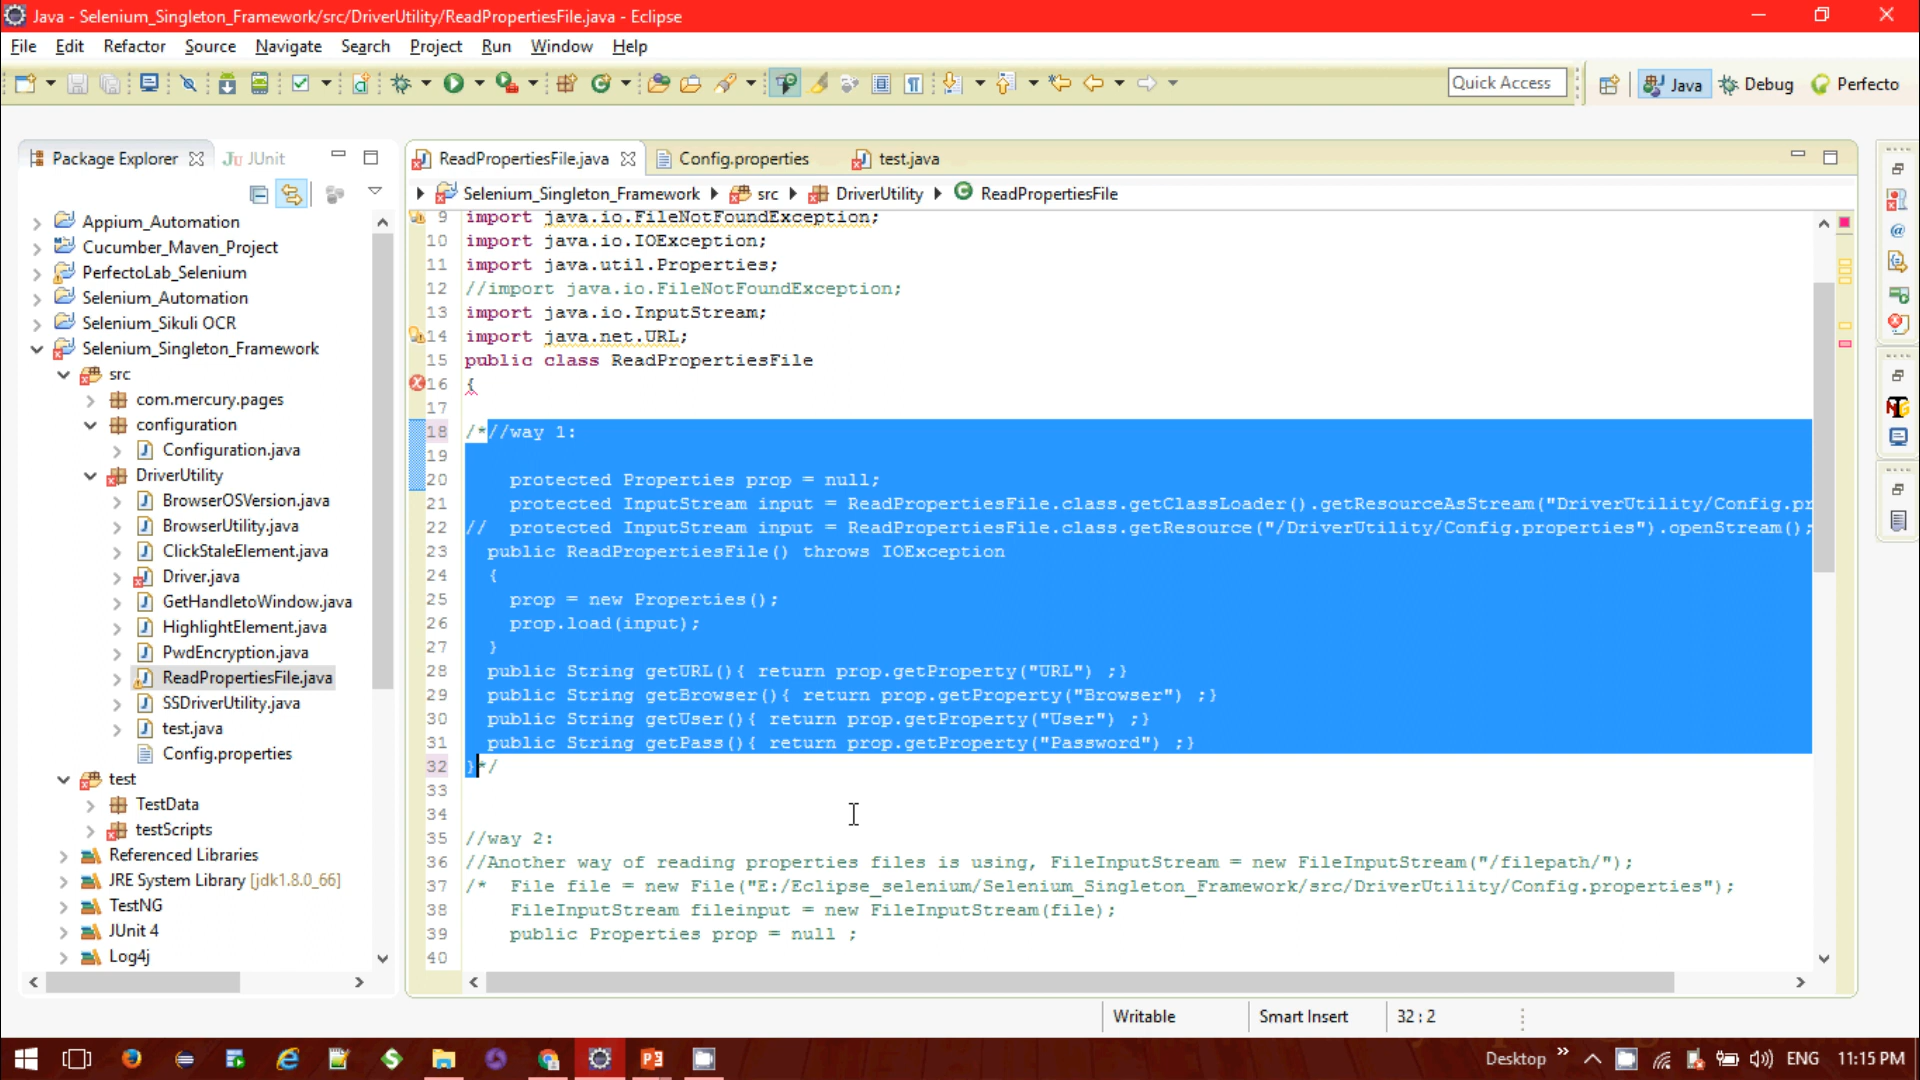 Java - Selenium_Singleton_Framework/src/DriverUtility/ReadPropertiesFile.java - Eclipse
File Edit Refactor Source Navigate Search Project Run Window Help
Quick Access
Java
Debug
Perfecto
Package Explorer
JUnit
ReadPropertiesFile.java
Config.properties
test.java
Selenium_Singleton_Framework
src
DriverUtility
ReadPropertiesFile
Appium_Automation
Cucumber_Maven_Project
PerfectoLab_Selenium
Selenium_Automation
Selenium_Sikuli OCR
Selenium_Singleton_Framework
src
com.mercury.pages
configuration
Configuration.java
DriverUtility
BrowserOSVersion.java
BrowserUtility.java
ClickStaleElement.java
Driver.java
GetHandletoWindow.java
HighlightElement.java
PwdEncryption.java
ReadPropertiesFile.java
SSDriverUtility.java
test.java
Config.properties
test
TestData
testScripts
Referenced Libraries
JRE System Library [jdk1.8.0_66]
TestNG
JUnit 4
Log4j
9 import java.io.FileNotFoundException;
10 import java.io.IOException;
11 import java.util.Properties;
12 //import java.io.FileNotFoundException;
13 import java.io.InputStream;
14 import java.net.URL;
15 public class ReadPropertiesFile
16 {
17
18 /*//way 1:
19
20 protected Properties prop = null;
21 protected InputStream input = ReadPropertiesFile.class.getClassLoader().getResourceAsStream("DriverUtility/Config.pr
22 // protected InputStream input = ReadPropertiesFile.class.getResource("/DriverUtility/Config.properties").openStream();
23 public ReadPropertiesFile() throws IOException
24 {
25 prop = new Properties();
26 prop.load(input);
27 }
28 public String getURL(){ return prop.getProperty("URL") ;}
29 public String getBrowser(){ return prop.getProperty("Browser") ;}
30 public String getUser(){ return prop.getProperty("User") ;}
31 public String getPass(){ return prop.getProperty("Password") ;}
32 }*/
33
34
35 //way 2:
36 //Another way of reading properties files is using, FileInputStream = new FileInputStream("/filepath/");
37 /* File file = new File("E:/Eclipse_selenium/Selenium_Singleton_Framework/src/DriverUtility/Config.properties");
38 FileInputStream fileinput = new FileInputStream(file);
39 public Properties prop = null ;
40
Writable
Smart Insert
32 : 2
Desktop
ENG
11:15 PM